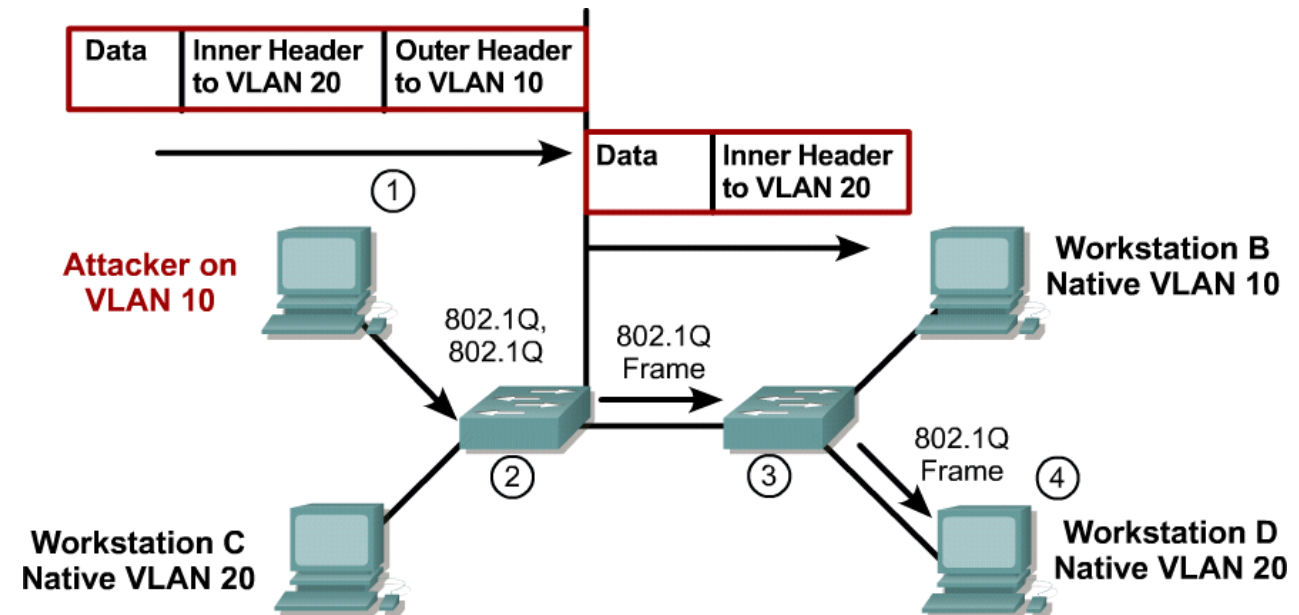 Data
Inner Header
to VLAN 20
Outer Header
to VLAN 10
Data
Inner Header
to VLAN 20
1
Attacker on
VLAN 10
802.1Q,
802.1Q
802.1Q
Frame
Workstation B
Native VLAN 10
2
3
802.1Q
Frame
4
Workstation C
Native VLAN 20
Workstation D
Native VLAN 20